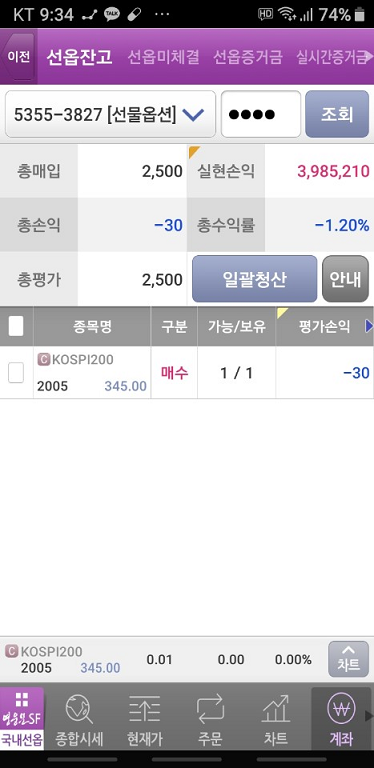 KT 9:34 TALK ... HD 74%
이전 선옵잔고 선옵미체결 선옵증거금 실시간증거금
5355-3827 [선물옵션] ●●●● 조회
총매입 2,500 실현손익 3,985,210
총손익 -30 총수익률 -1.20%
총평가 2,500 일괄청산 안내
종목명 구분 가능/보유 평가손익
C KOSPI200 매수 1 / 1 -30
2005 345.00
C KOSPI200 0.01 0.00 0.00% 차트
2005 345.00
영웅문SF 종합시세 현재가 주문 차트 계좌
국내선옵